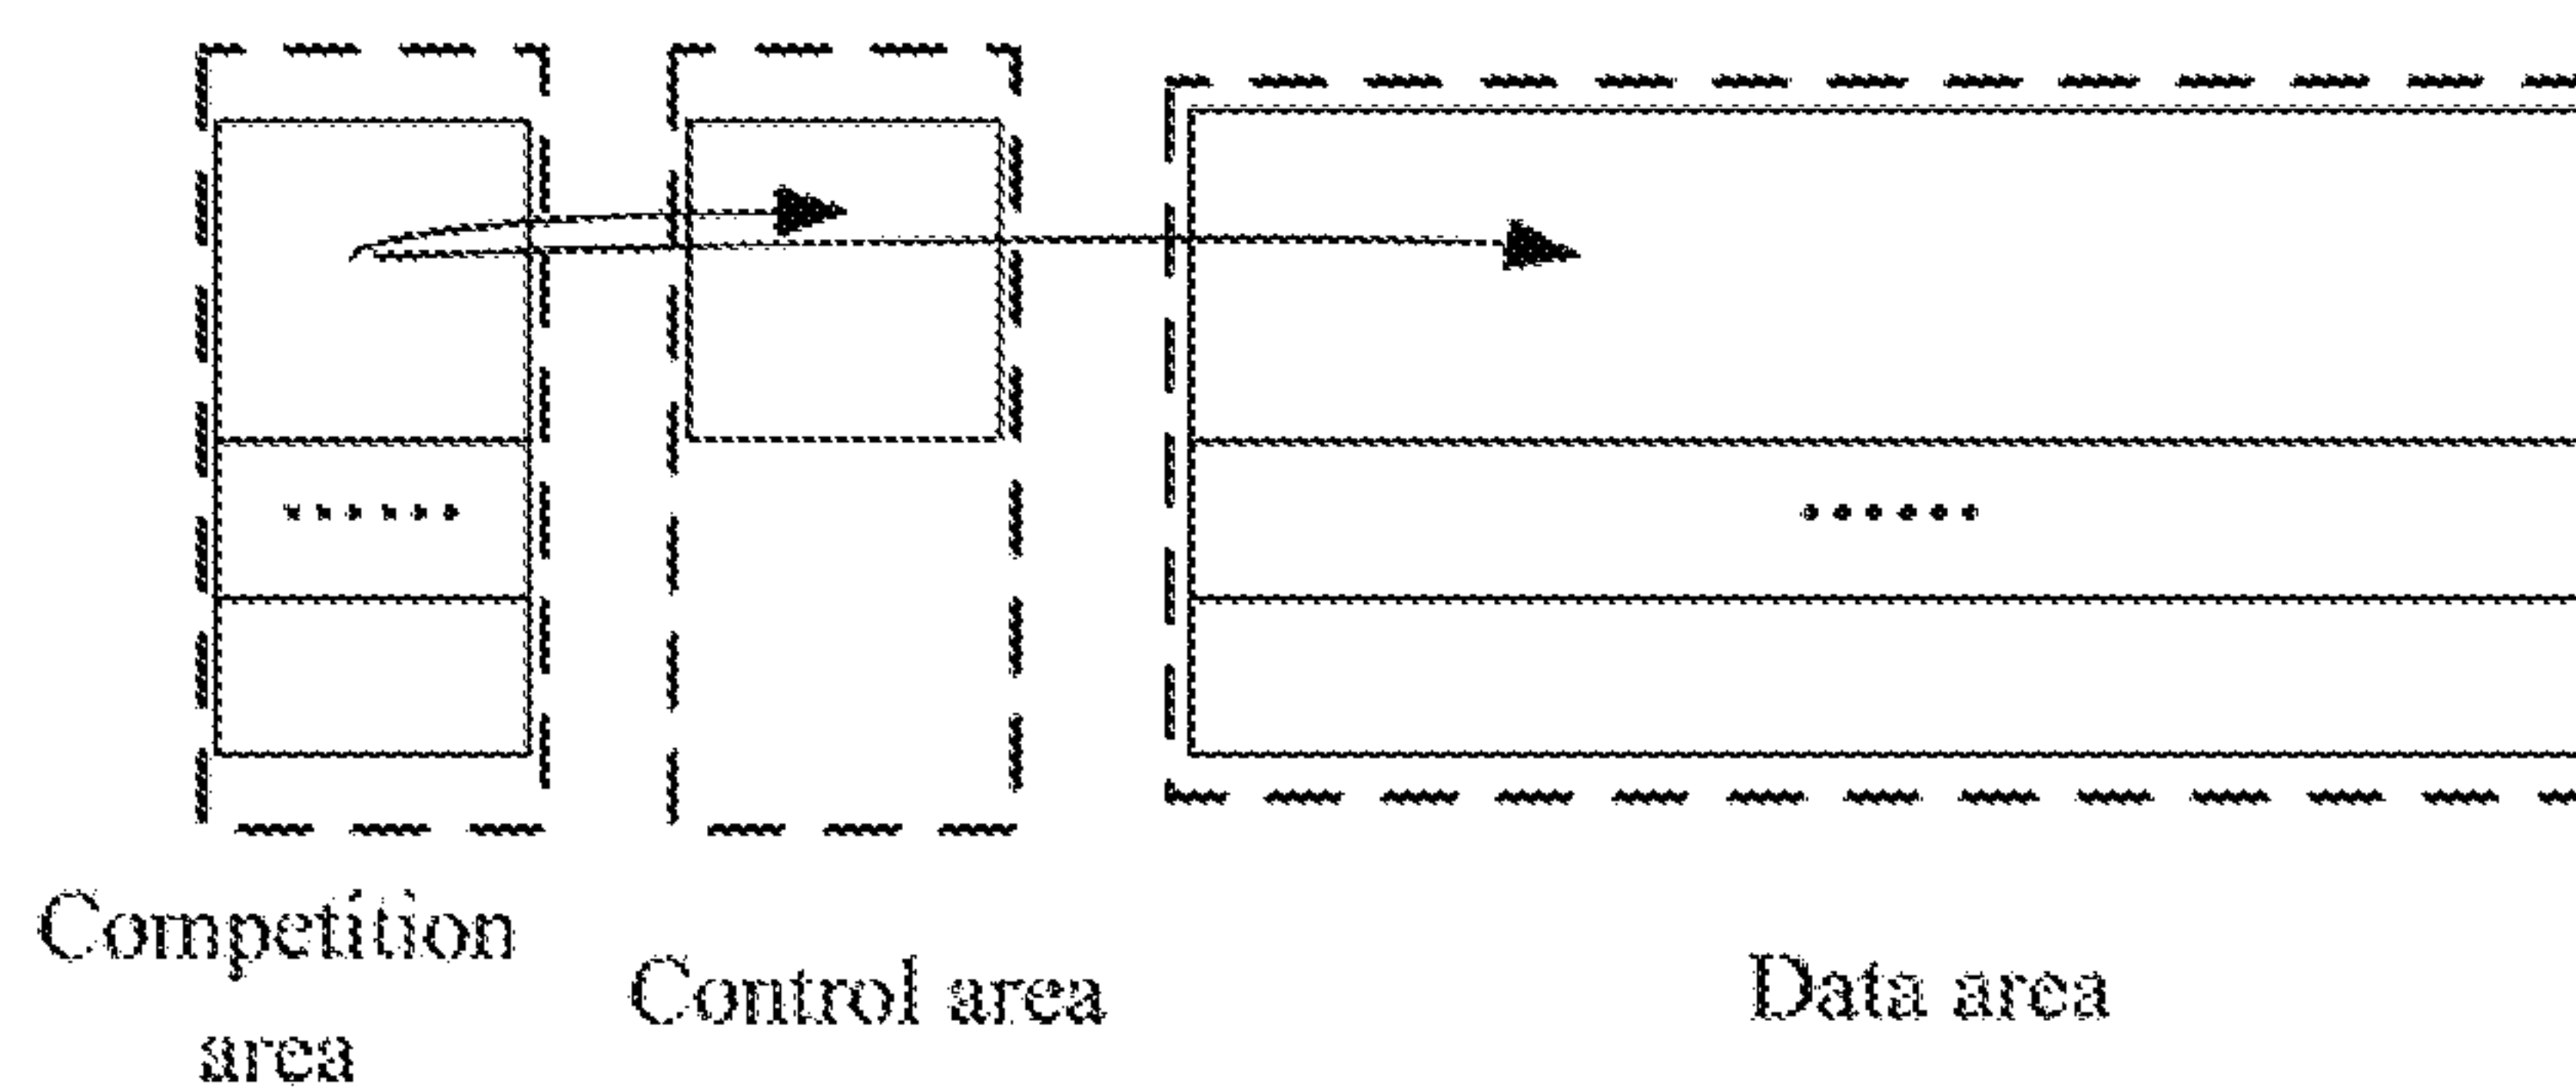 ......
......
Competition
area
Control area
Data area